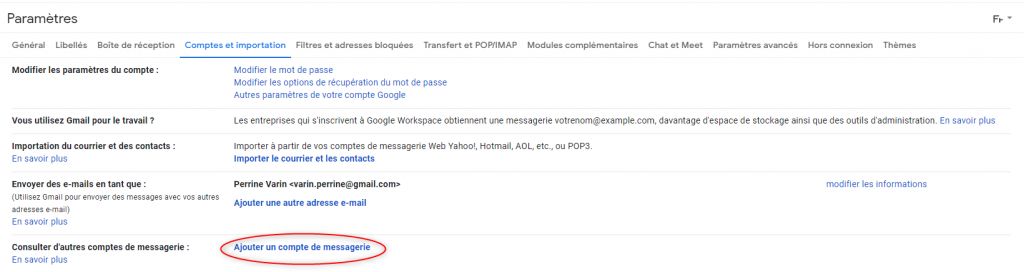 Paramètres
Fr
Général Libellés Boîte de réception Comptes et importation Filtres et adresses bloquées Transfert et POP/IMAP Modules complémentaires Chat et Meet Paramètres avancés Hors connexion Thèmes
Modifier les paramètres du compte : Modifier le mot de passe
Modifier les options de récupération du mot de passe
Autres paramètres de votre compte Google
Vous utilisez Gmail pour le travail ? Les entreprises qui s'inscrivent à Google Workspace obtiennent une messagerie votrenom@example.com, davantage d'espace de stockage ainsi que des outils d'administration. En savoir plus
Importation du courrier et des contacts : Importer à partir de vos comptes de messagerie Web Yahoo!, Hotmail, AOL, etc., ou POP3.
En savoir plus Importer le courrier et les contacts
Envoyer des e-mails en tant que : Perrine Varin <varin.perrine@gmail.com> modifier les informations
(Utilisez Gmail pour envoyer des messages avec vos autres
adresses e-mail) Ajouter une autre adresse e-mail
En savoir plus
Consulter d'autres comptes de messagerie : Ajouter un compte de messagerie
En savoir plus